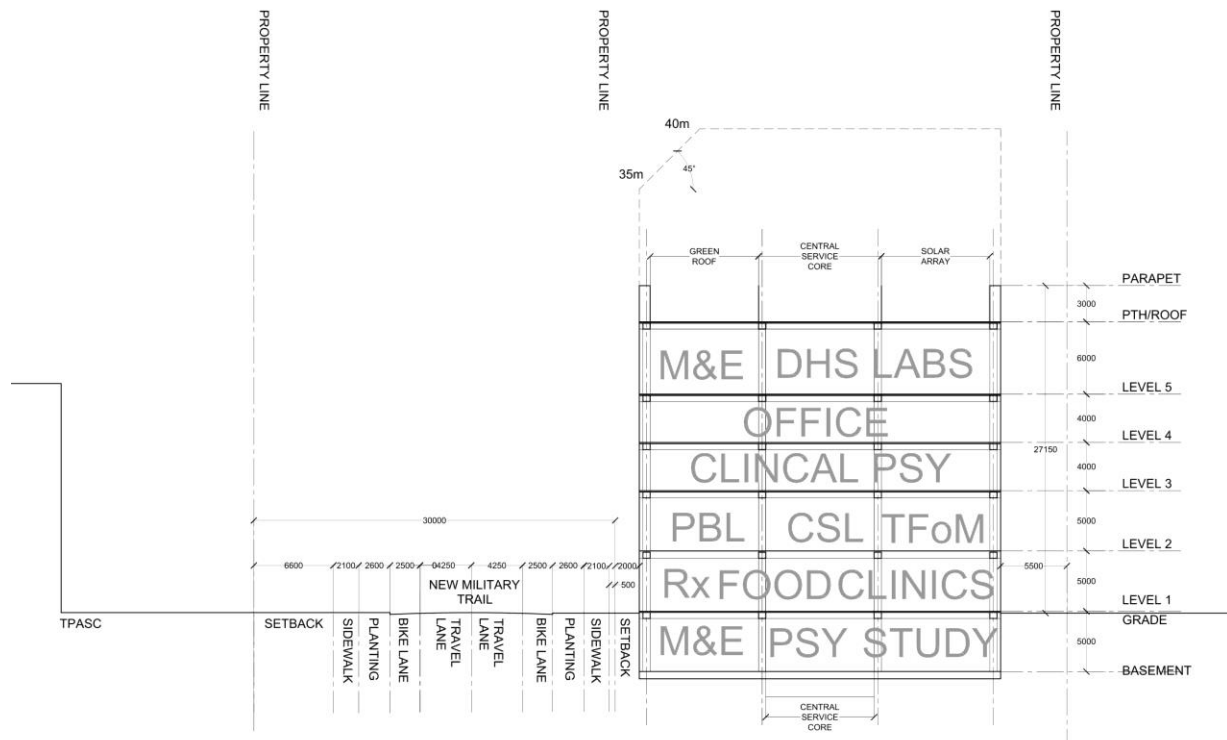 PROPERTY LINE
PROPERTY LINE
PROPERTY LINE
40m
45°
35m
GREEN
ROOF
CENTRAL
SERVICE
CORE
SOLAR
ARRAY
PARAPET
3000
PTH/ROOF
M&E DHS LABS
6000
LEVEL 5
OFFICE
4000
LEVEL 4
27150
CLINCAL PSY
4000
LEVEL 3
30000
PBL CSL TFoM
5000
LEVEL 2
6600 2100 2600 2500 04250 4250 2500 2600 2100 2000
5500
500
NEW MILITARY
TRAIL
Rx FOOD CLINICS
5000
LEVEL 1
GRADE
TPASC
SETBACK
SIDEWALK
PLANTING
BIKE LANE
TRAVEL
LANE
TRAVEL
LANE
BIKE LANE
PLANTING
SIDEWALK
SETBACK
M&E PSY STUDY
5000
BASEMENT
CENTRAL
SERVICE
CORE